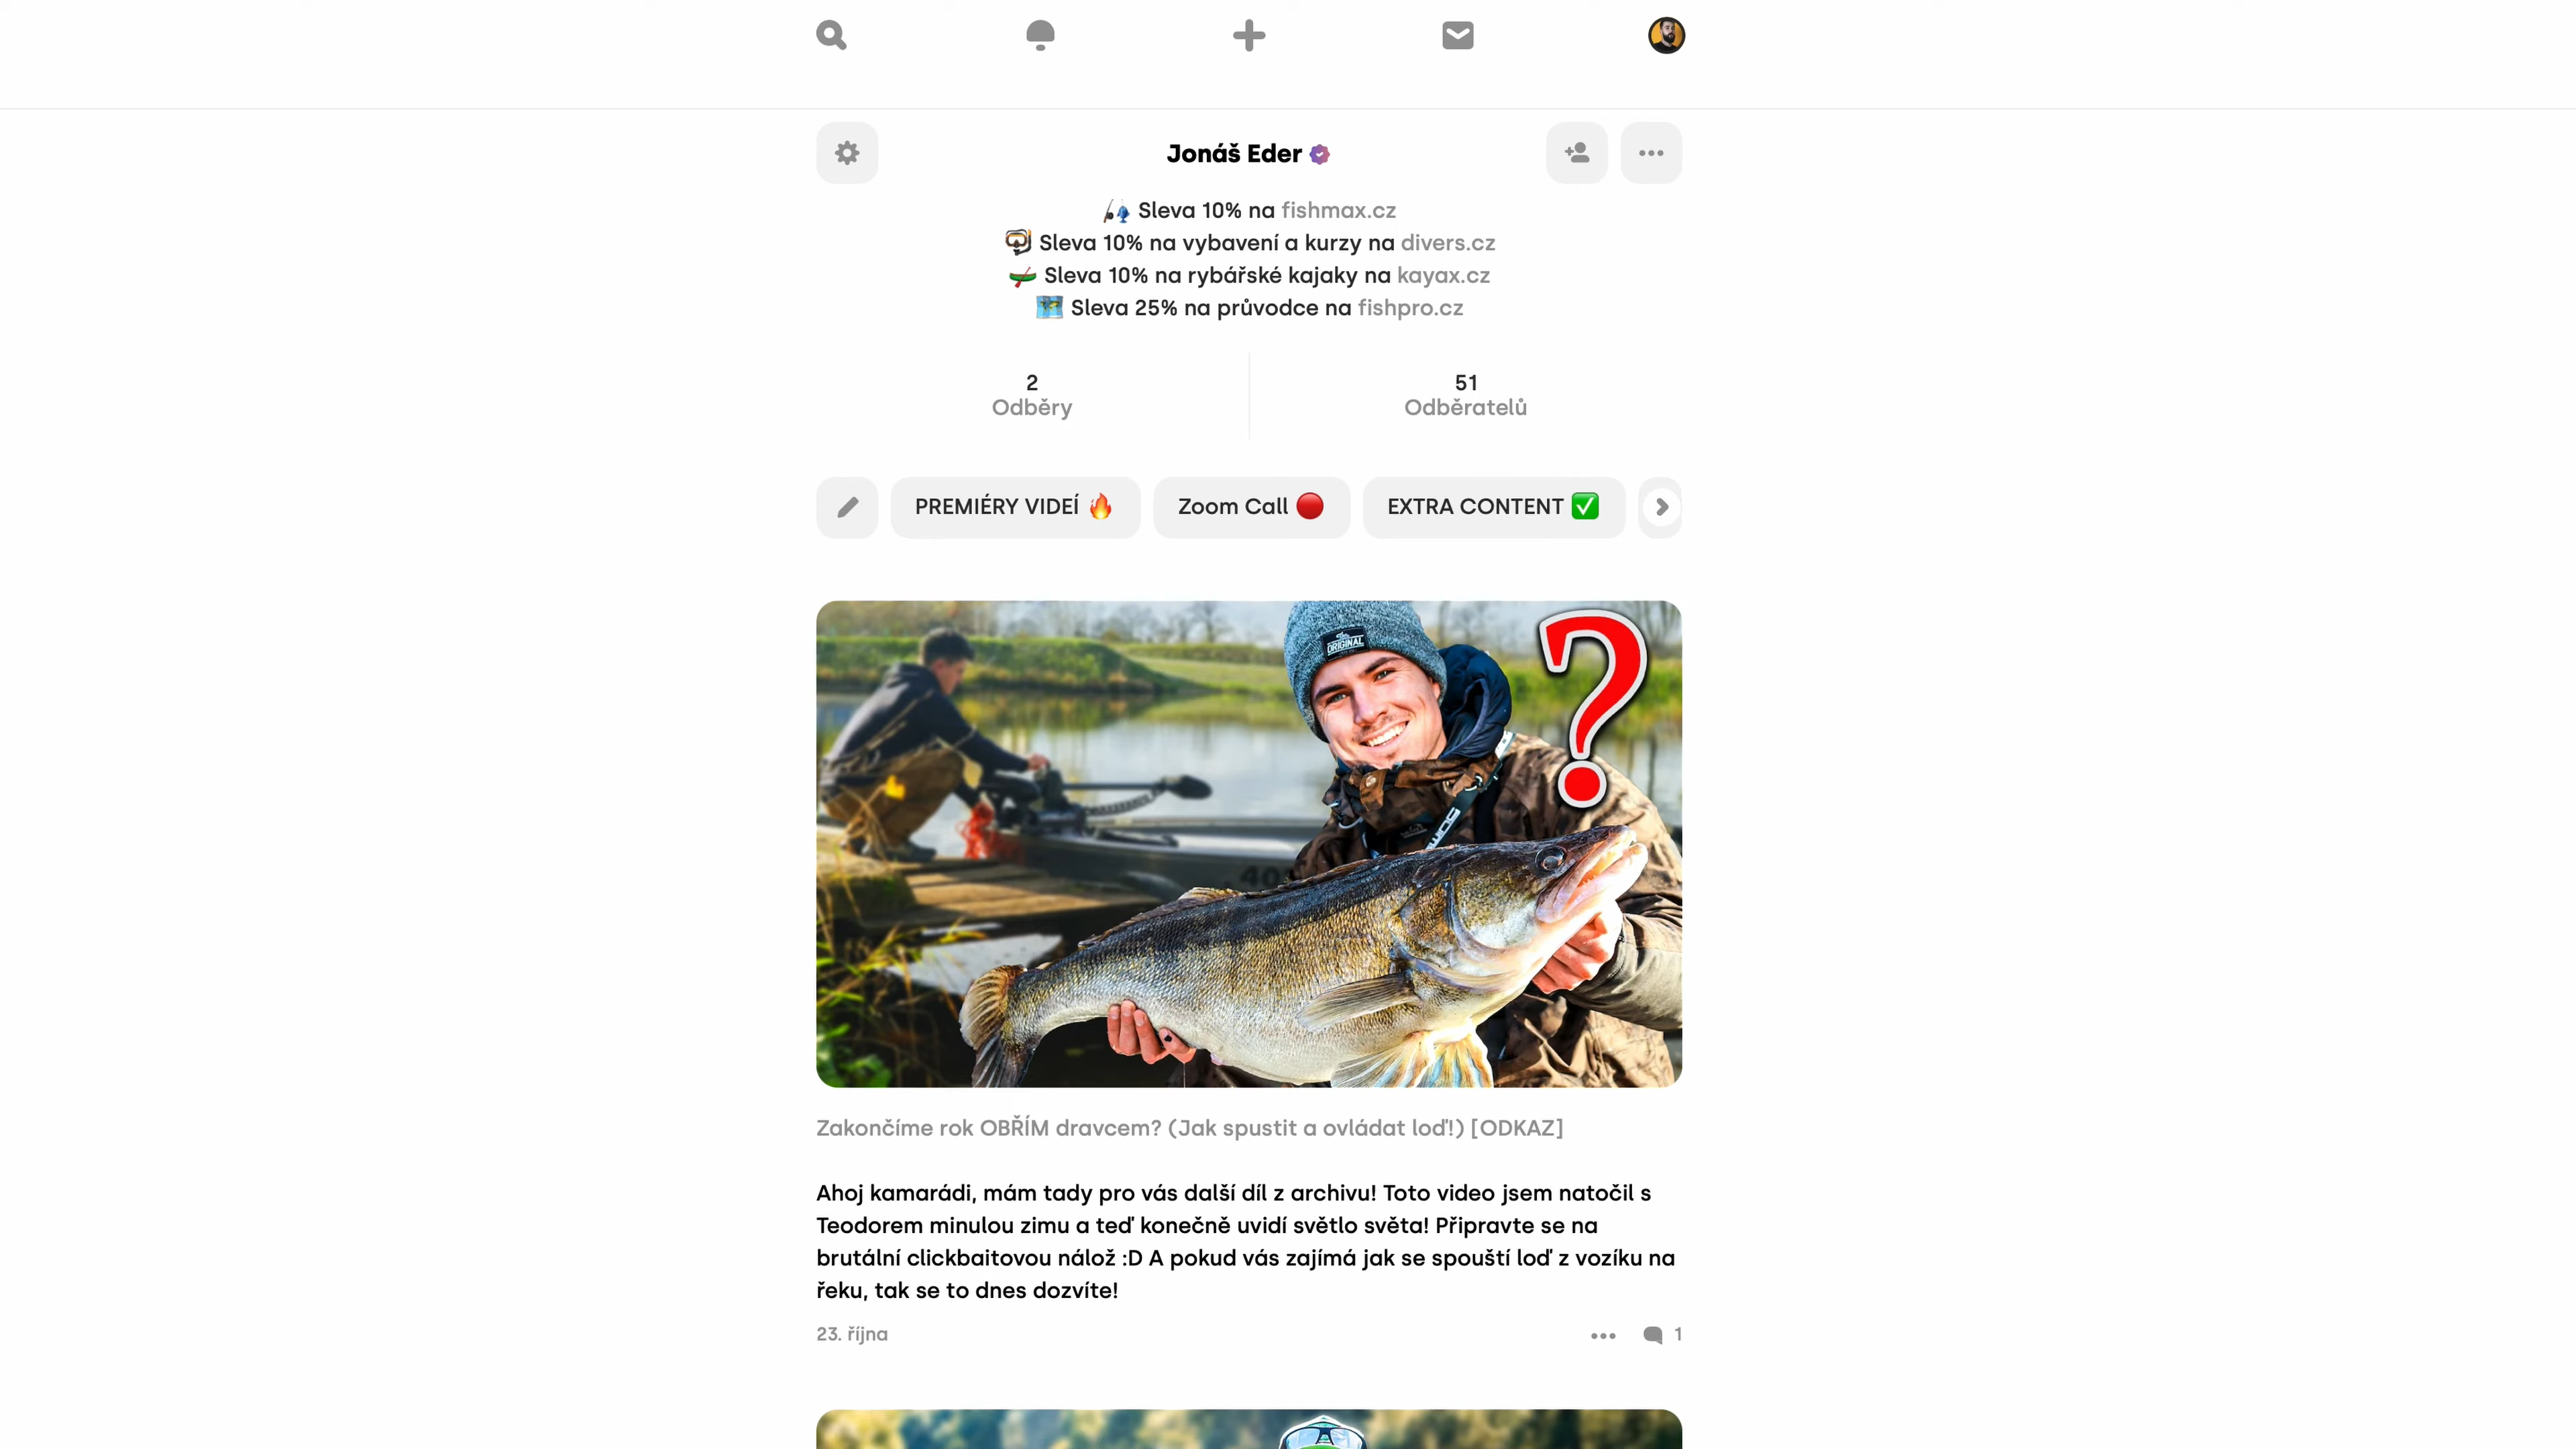 Jonáš Eder
Sleva 10% na fishmax.cz
Sleva 10% na vybavení a kurzy na divers.cz
Sleva 10% na rybářské kajaky na kayax.cz
Sleva 25% na průvodce na fishpro.cz
2
Odběry
51
Odběratelů
PREMIÉRY VIDEÍ 🔥
Zoom Call 🔴
EXTRA CONTENT ✅
ORIGINAL
?
Zakončíme rok OBŘÍM dravcem? (Jak spustit a ovládat loď!) [ODKAZ]
Ahoj kamarádi, mám tady pro vás další díl z archivu! Toto video jsem natočil s
Teodorem minulou zimu a teď konečně uvidí světlo světa! Připravte se na
brutální clickbaitovou nálož :D A pokud vás zajímá jak se spouští loď z vozíku na
řeku, tak se to dnes dozvíte!
23. října
1